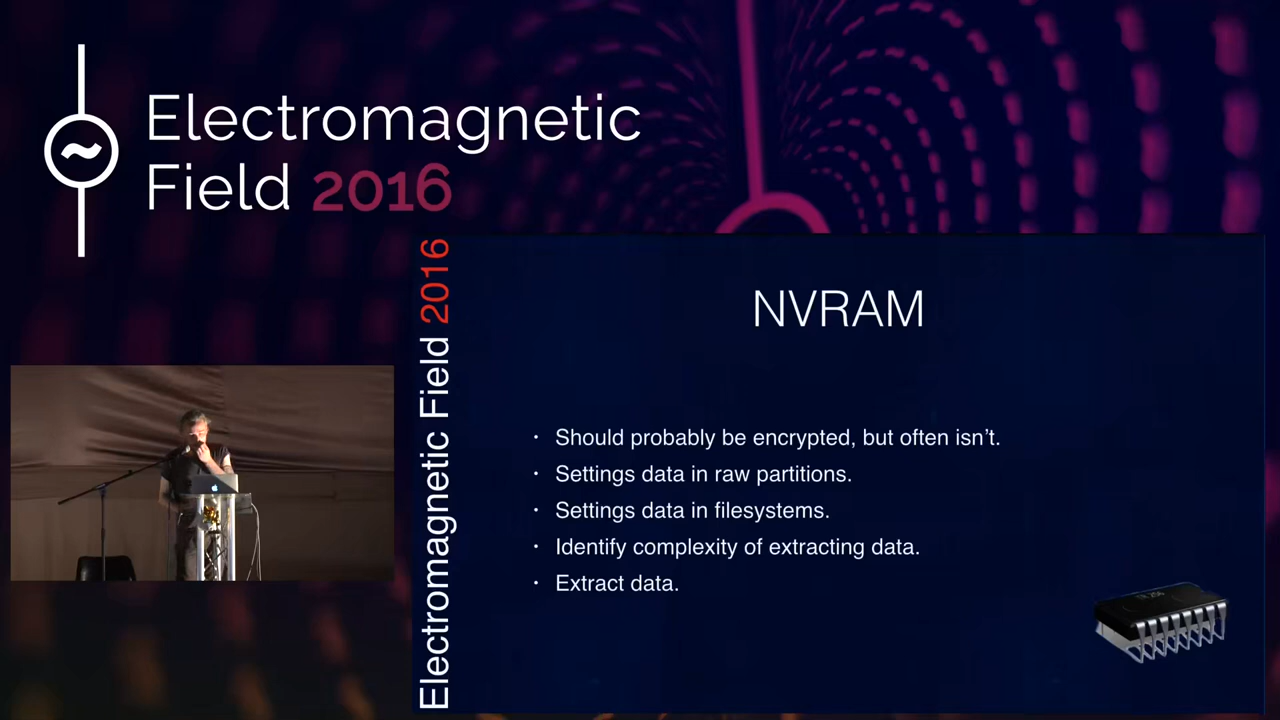 Electromagnetic
Field 2016
Electromagnetic Field 2016
NVRAM
· Should probably be encrypted, but often isn’t.
· Settings data in raw partitions.
· Settings data in filesystems.
· Identify complexity of extracting data.
· Extract data.